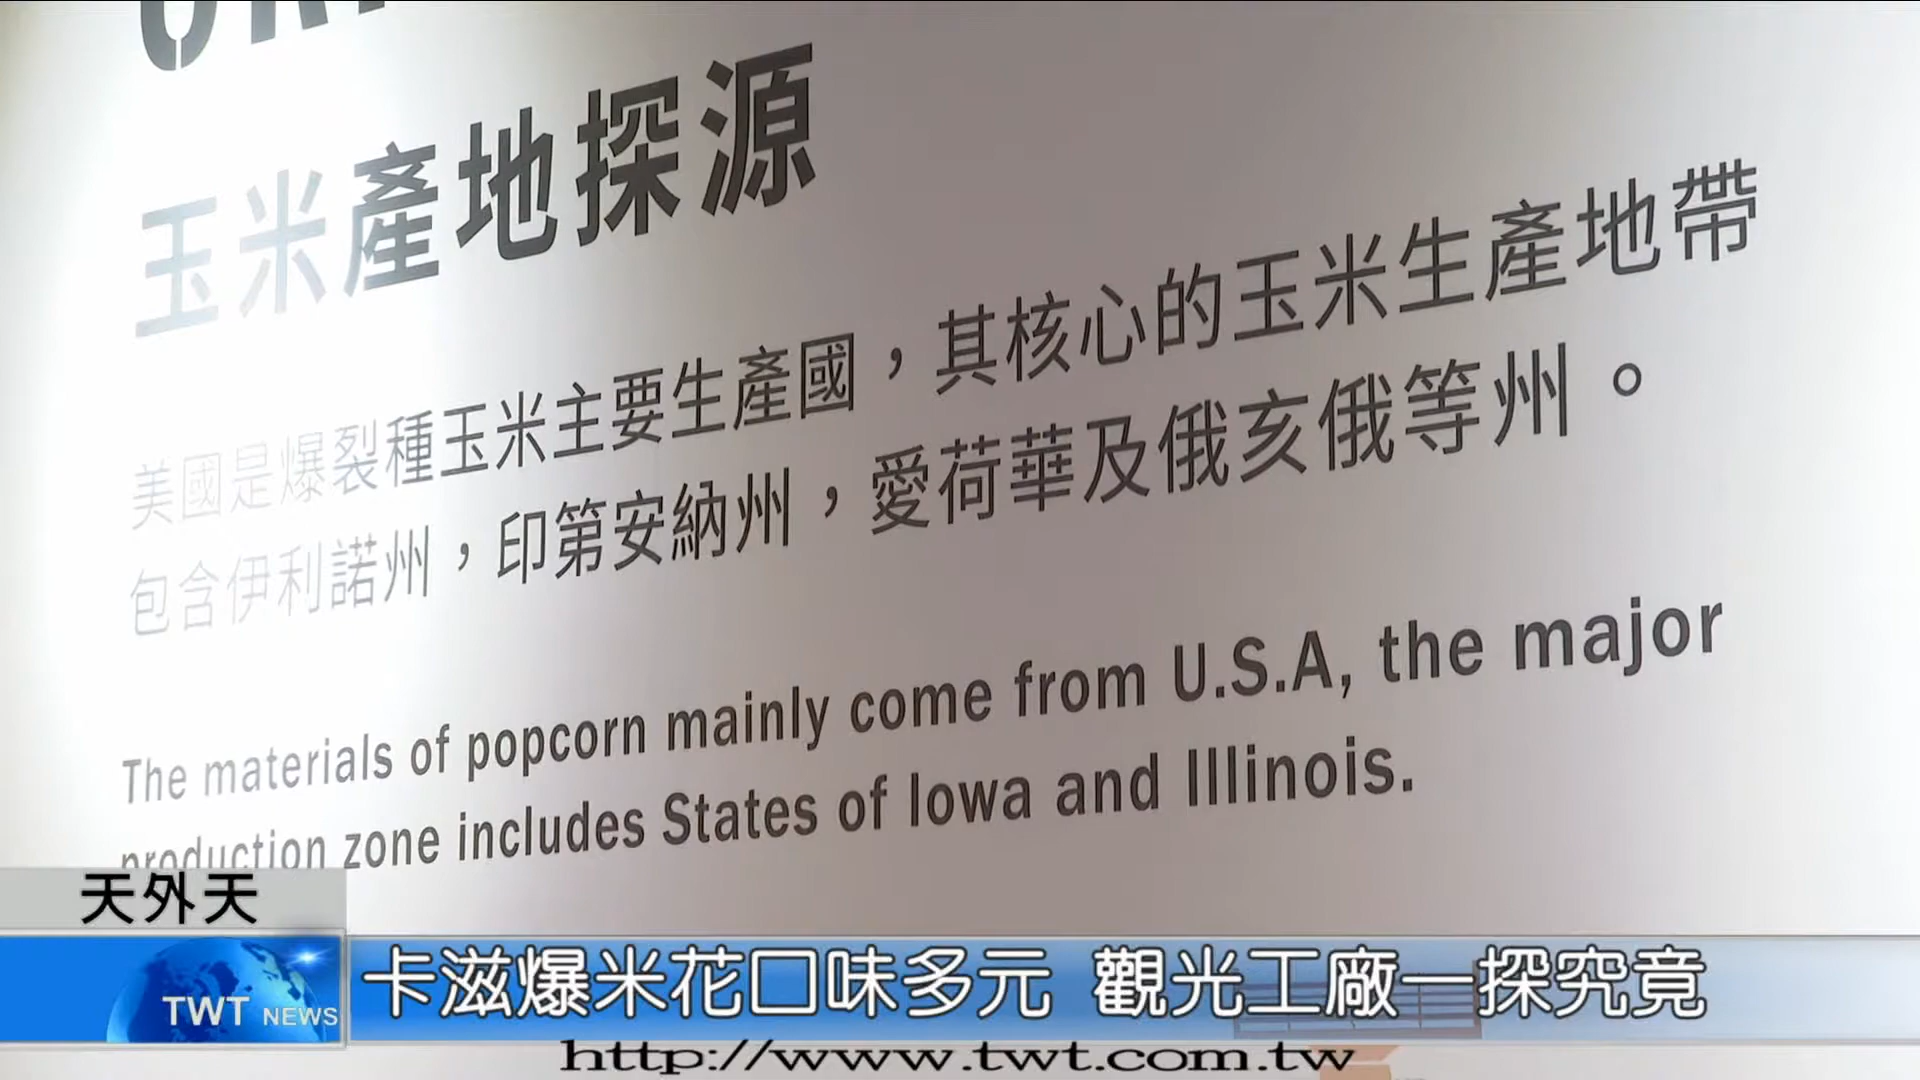 玉米產地探源
美國是爆裂種玉米主要生產國，其核心的玉米生產地帶
包含伊利諾州，印第安納州，愛荷華及俄亥俄等州。
The materials of popcorn mainly come from U.S.A, the major
production zone includes States of Iowa and Illinois.
天外天
TWT NEWS
卡滋爆米花口味多元 觀光工廠一探究竟
http://www.twt.com.tw